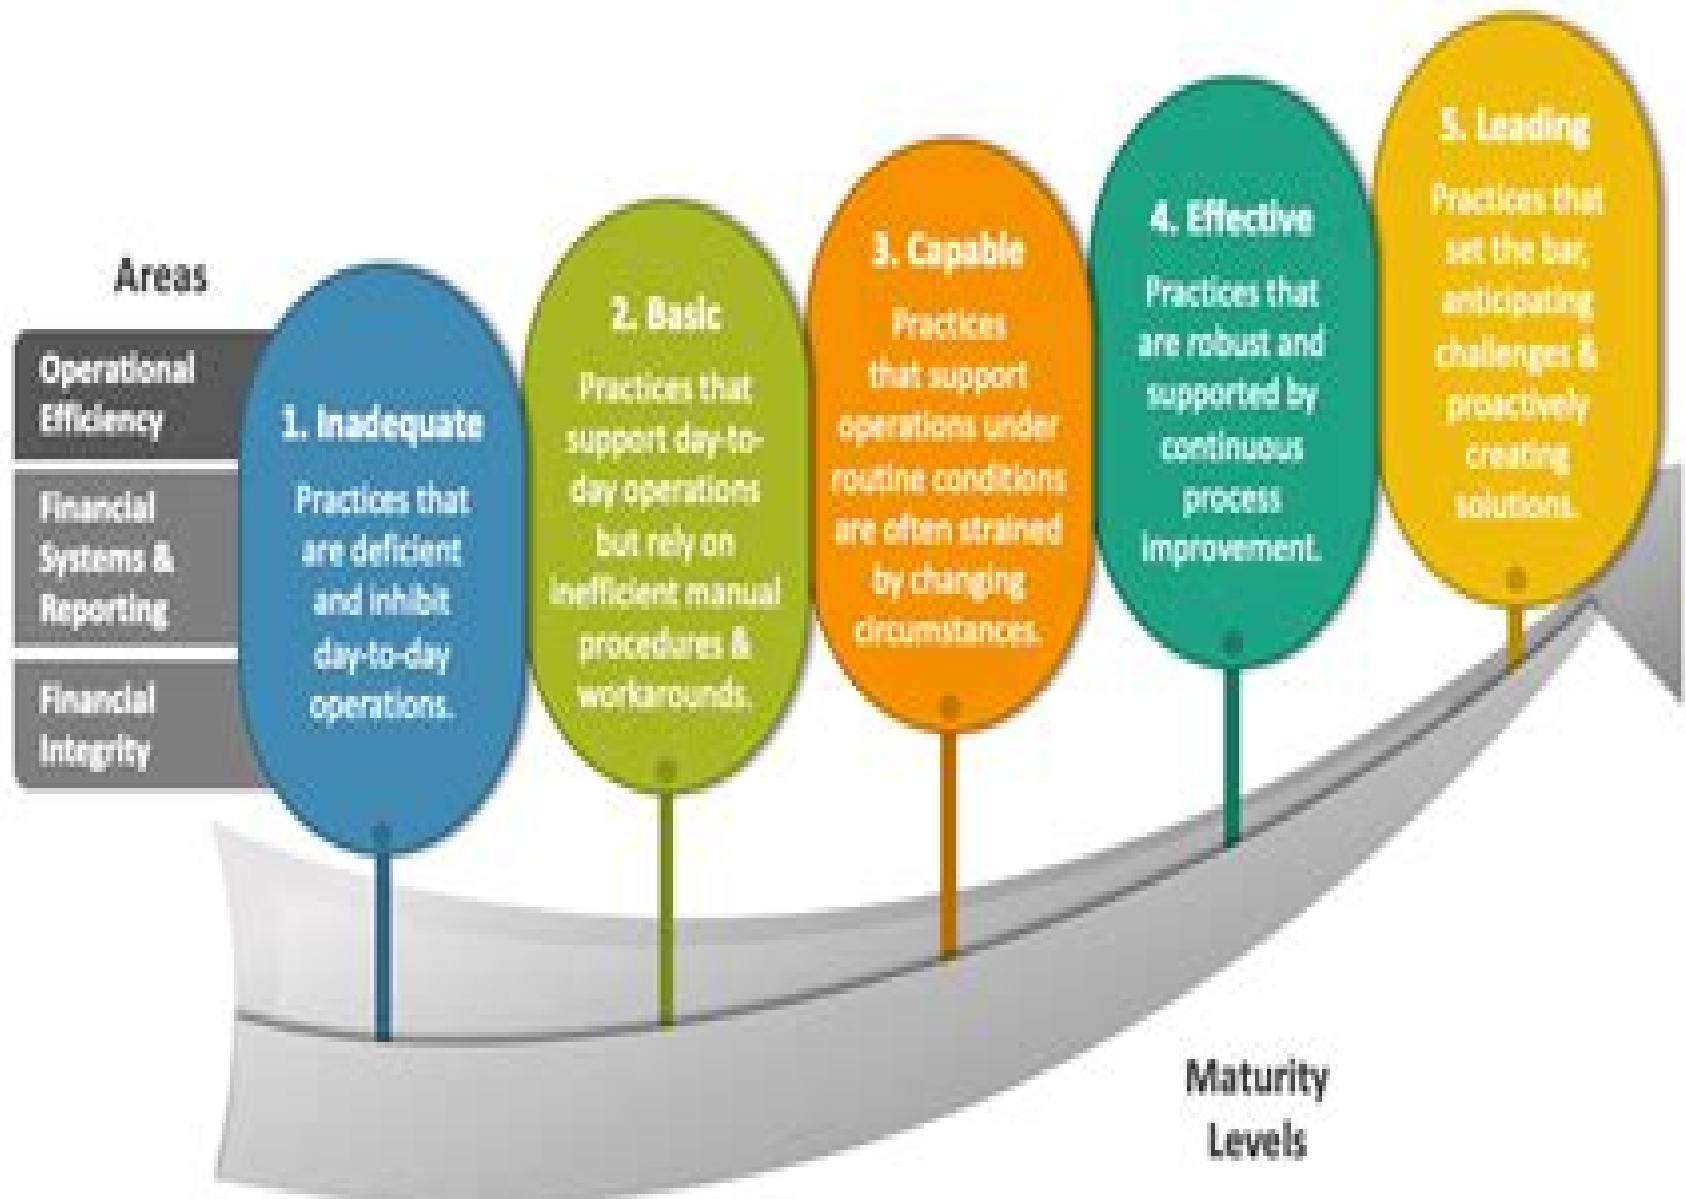 Areas
Operational
Efficiency
Financial
Systems &
Reporting
Financial
Integrity
1. Inadequate
Practices that
are deficient
and inhibit
day-to-day
operations.
2. Basic
Practices that
support day-to-
day operations
but rely on
inefficient manual
procedures &
workarounds.
3. Capable
Practices
that support
operations under
routine conditions
are often strained
by changing
circumstances.
4. Effective
Practices that
are robust and
supported by
continuous
process
improvement.
5. Leading
Practices that
set the bar,
anticipating
challenges &
proactively
creating
solutions.
Maturity
Levels